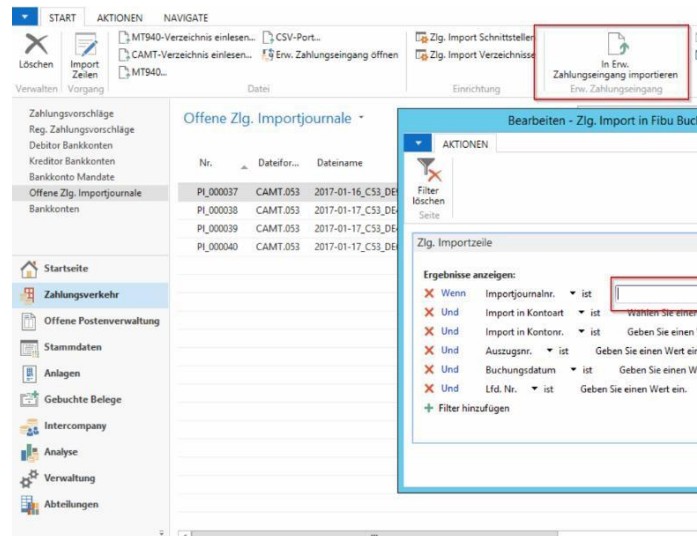 START AKTIONEN NAVIGATE
Löschen
Import
Zeilen
MT940-Verzeichnis einlesen...
CAMT-Verzeichnis einlesen...
MT940...
CSV-Port...
Erw. Zahlungseingang öffnen
Zlg. Import Schnittstellen
Zlg. Import Verzeichnisse
In Erw.
Zahlungseingang importieren
Verwalten Vorgang Datei Einrichtung Erw. Zahlungseingang
Zahlungsvorschläge
Reg. Zahlungsvorschläge
Debitor Bankkonten
Kreditor Bankkonten
Bankkonto Mandate
Offene Zlg. Importjournale
Bankkonten
Startseite
Zahlungsverkehr
Offene Postenverwaltung
Stammdaten
Anlagen
Gebuchte Belege
Intercompany
Analyse
Verwaltung
Abteilungen
Offene Zlg. Importjournale
Nr. Dateifor... Dateiname
PI_000037 CAMT.053 2017-01-16_C53_DE
PI_000038 CAMT.053 2017-01-17_C53_DE
PI_000039 CAMT.053 2017-01-17_C53_DE
PI_000040 CAMT.053 2017-01-17_C53_DE
Bearbeiten - Zlg. Import in Fibu Buc
AKTIONEN
Filter
löschen
Seite
Zlg. Importzeile
Ergebnisse anzeigen:
Wenn Importjournalnr. ist
Und Import in Kontoart ist Wählen Sie einen
Und Import in Kontonr. ist Geben Sie einen
Und Auszugsnr. ist Geben Sie einen Wert ein
Und Buchungsdatum ist Geben Sie einen W
Und Lfd. Nr. ist Geben Sie einen Wert ein.
Filter hinzufügen